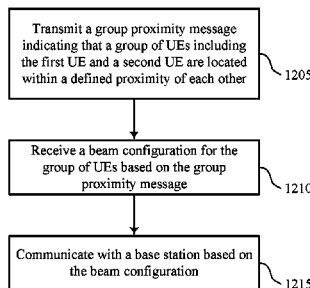 Transmit a group proximity message
indicating that a group of UEs including
the first UE and a second UE are located
within a defined proximity of each other
1205
Receive a beam configuration for the
group of UEs based on the group
proximity message
1210
Communicate with a base station based on
the beam configuration
1215